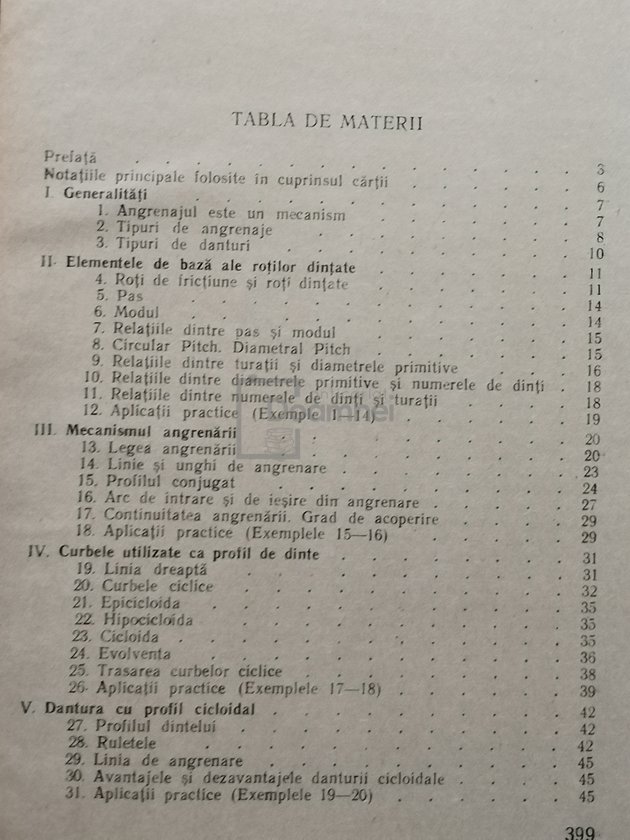 TABLA DE MATERII
Prefață . . . . . . . . . . . . 3
Notațiile principale folosite în cuprinsul cărții . . . . . 6
I. Generalități . . . . . . . . . . . 7
1. Angrenajul este un mecanism . . . . . . 7
2. Tipuri de angrenaje . . . . . . . . 8
3. Tipuri de danturi . . . . . . . . 10
II. Elementele de bază ale roților dințate . . . . . . 11
4. Roți de fricțiune și roți dințate . . . . . . 11
5. Pas . . . . . . . . . . . 14
6. Modul . . . . . . . . . . 14
7. Relațiile dintre pas și modul . . . . . . 15
8. Circular Pitch. Diametral Pitch . . . . . . 15
9. Relațiile dintre turații și diametrele primitive . . . 16
10. Relațiile dintre diametrele primitive și numerele de dinți . 18
11. Relațiile dintre numerele de dinți și turații . . . . 18
12. Aplicații practice (Exemplele 1—14) . . . . . 19
III. Mecanismul angrenării . . . . . . . . . 20
13. Legea angrenării . . . . . . . . 20
14. Linie și unghi de angrenare . . . . . . 23
15. Profilul conjugat . . . . . . . . 24
16. Arc de intrare și de ieșire din angrenare . . . . 27
17. Continuitatea angrenării. Grad de acoperire . . . . 29
18. Aplicații practice (Exemplele 15—16) . . . . . 29
IV. Curbele utilizate ca profil de dinte . . . . . . . 31
19. Linia dreaptă . . . . . . . . . 31
20. Curbele ciclice . . . . . . . . . 32
21. Epicicloida . . . . . . . . . 35
22. Hipocicloida . . . . . . . . . 35
23. Cicloida . . . . . . . . . . 35
24. Evolventa . . . . . . . . . . 36
25. Trasarea curbelor ciclice . . . . . . . 38
26. Aplicații practice (Exemplele 17—18) . . . . . 39
V. Dantura cu profil cicloidal . . . . . . . . . 42
27. Profilul dintelui . . . . . . . . . 42
28. Ruletele . . . . . . . . . . 42
29. Linia de angrenare . . . . . . . . 45
30. Avantajele și dezavantajele danturii cicloidale . . . . 45
31. Aplicații practice (Exemplele 19—20) . . . . . 45
399